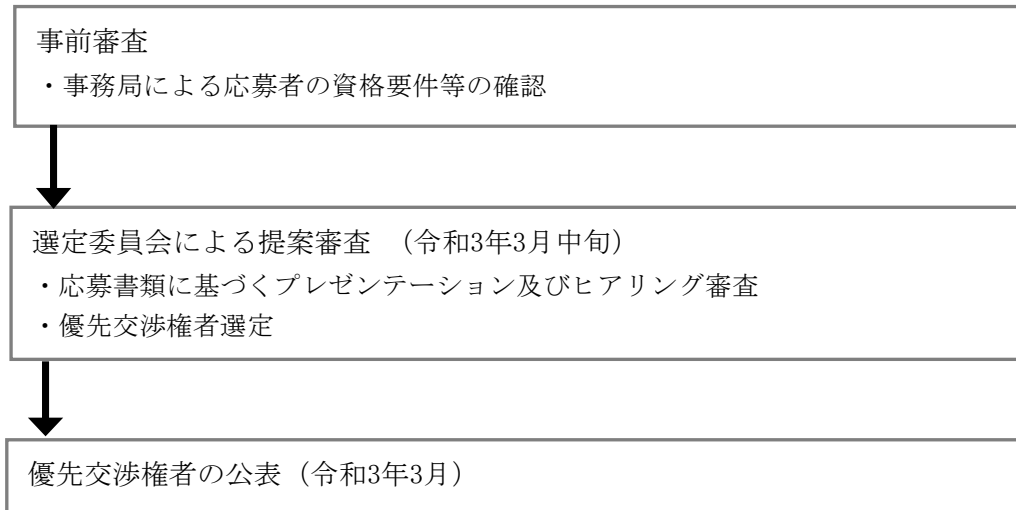 事前審査
・事務局による応募者の資格要件等の確認
選定委員会による提案審査　（令和3年3月中旬）
・応募書類に基づくプレゼンテーション及びヒアリング審査
・優先交渉権者選定
優先交渉権者の公表（令和3年3月）